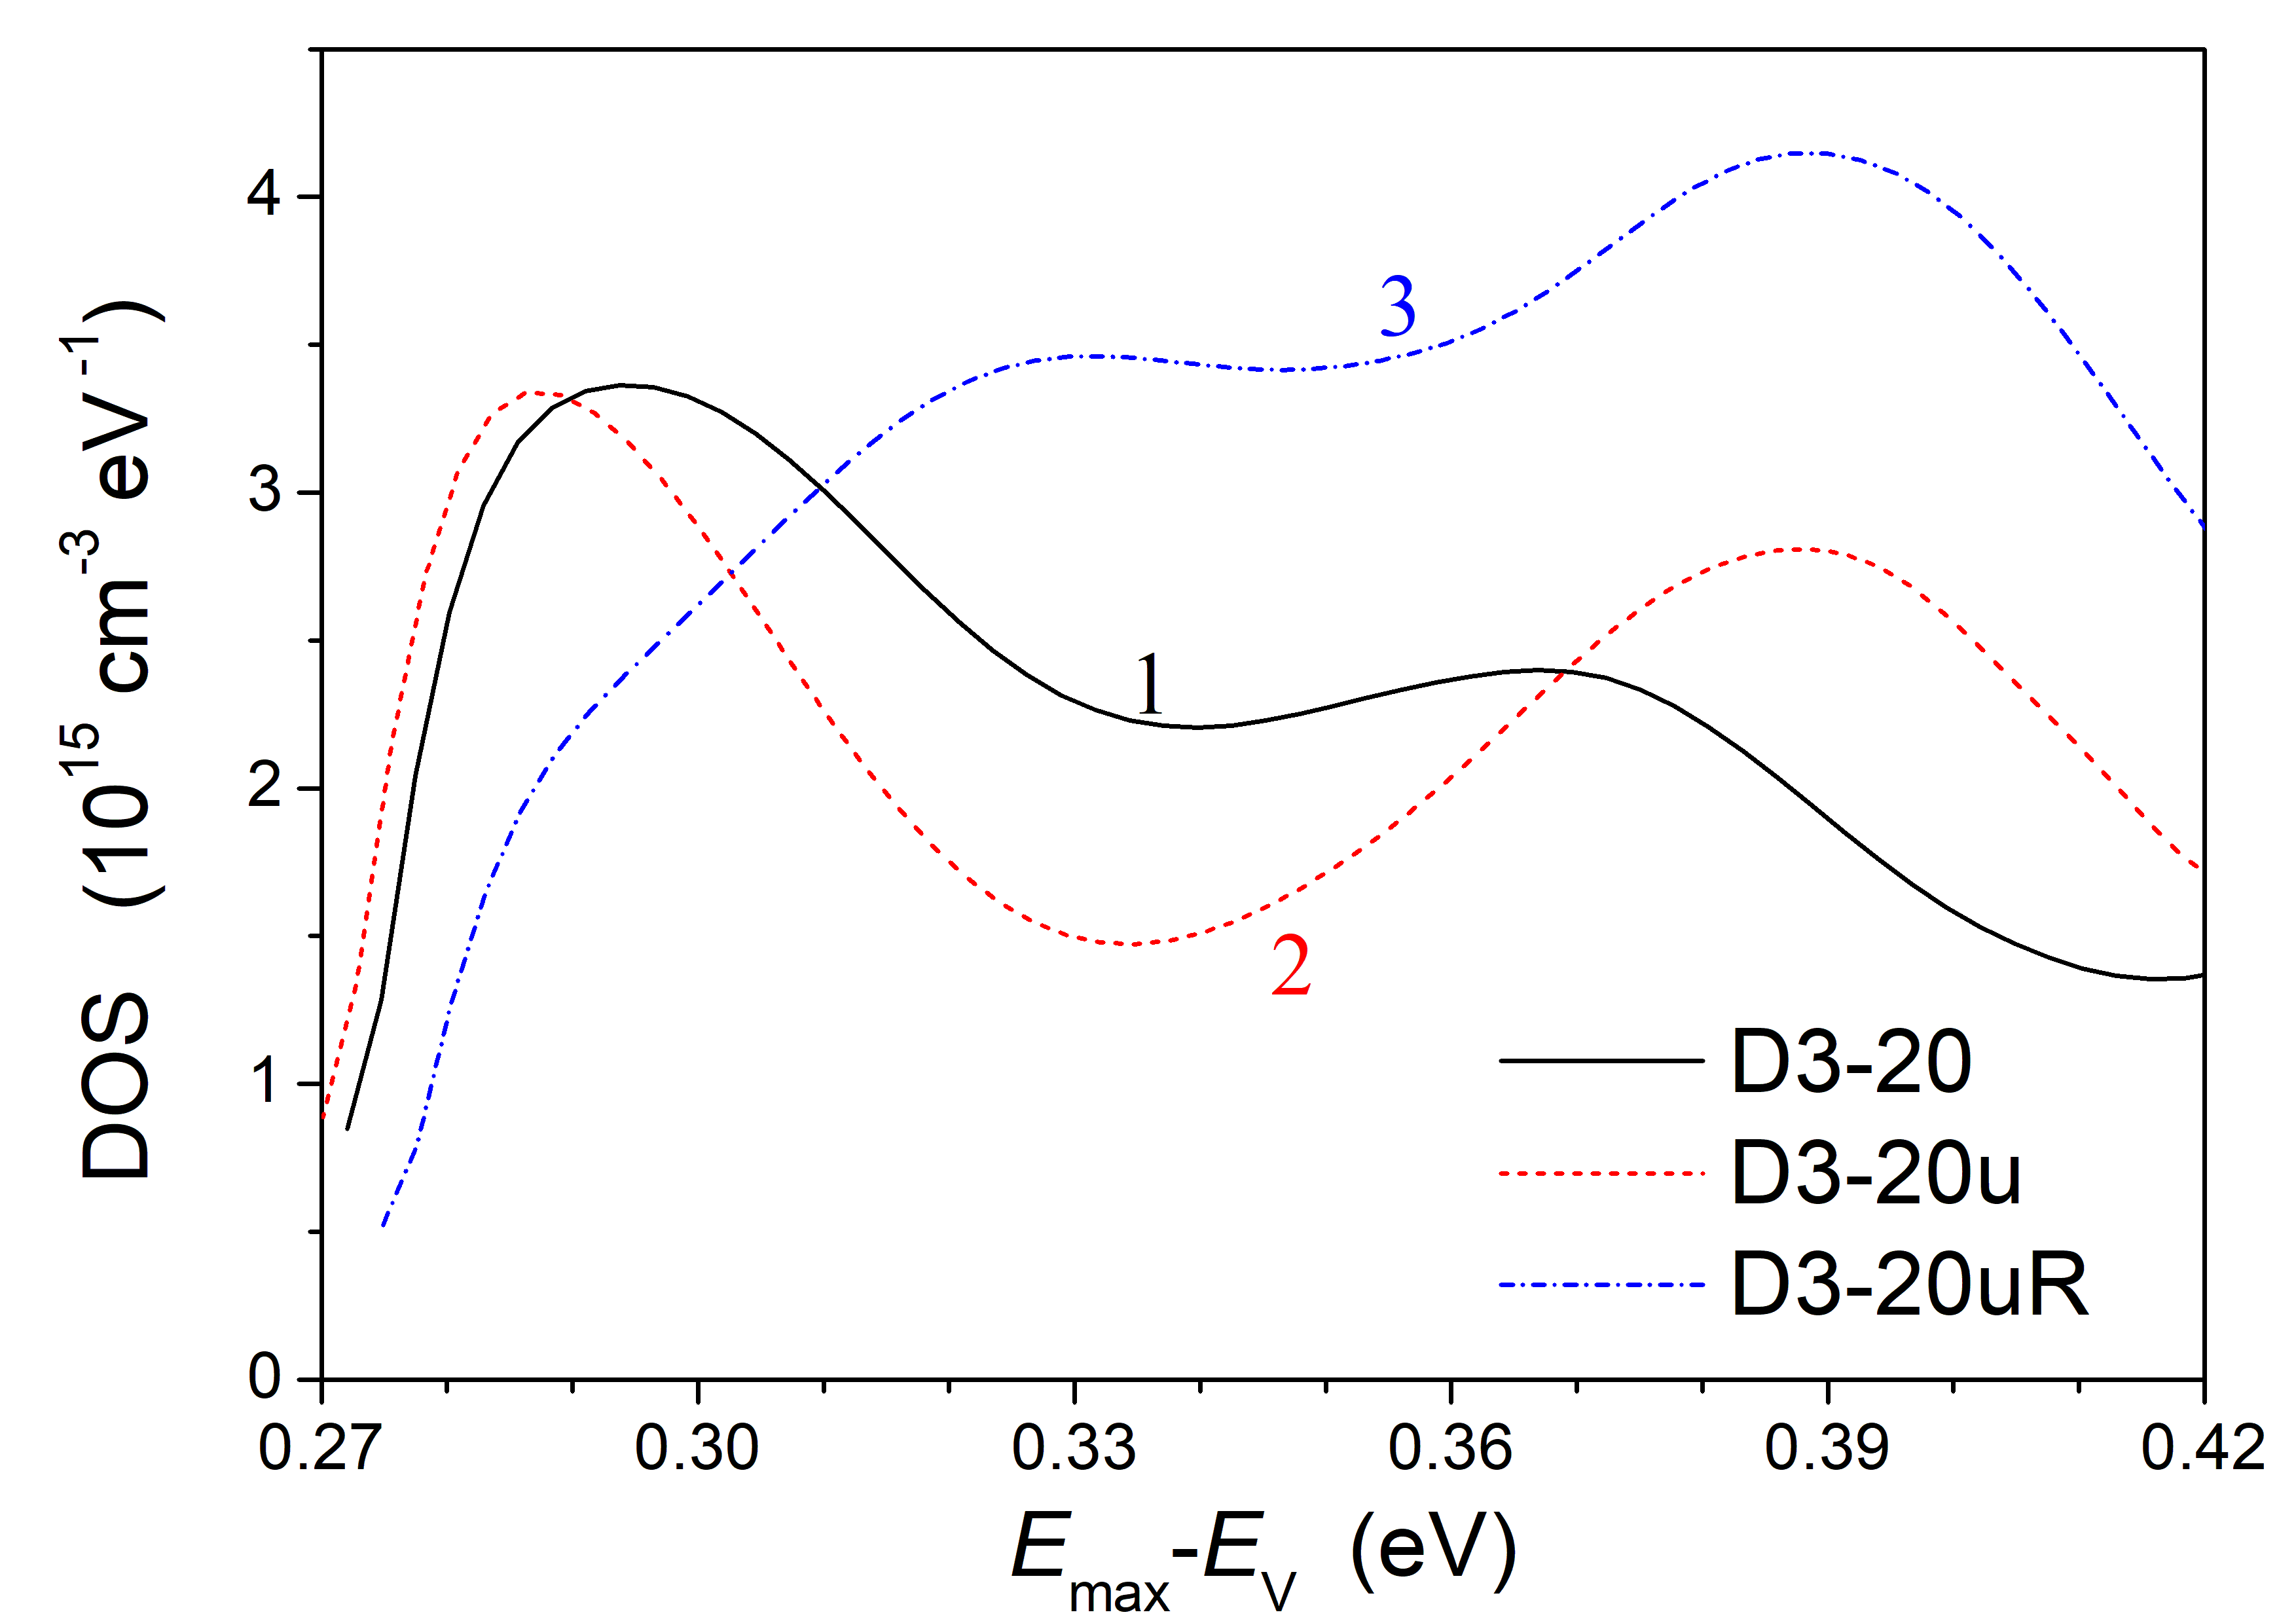 DOS (10^15 cm^-3 eV^-1)
4
3
2
1
0
3
1
2
D3-20
D3-20u
D3-20uR
0.27 0.30 0.33 0.36 0.39 0.42
E_max-E_V (eV)